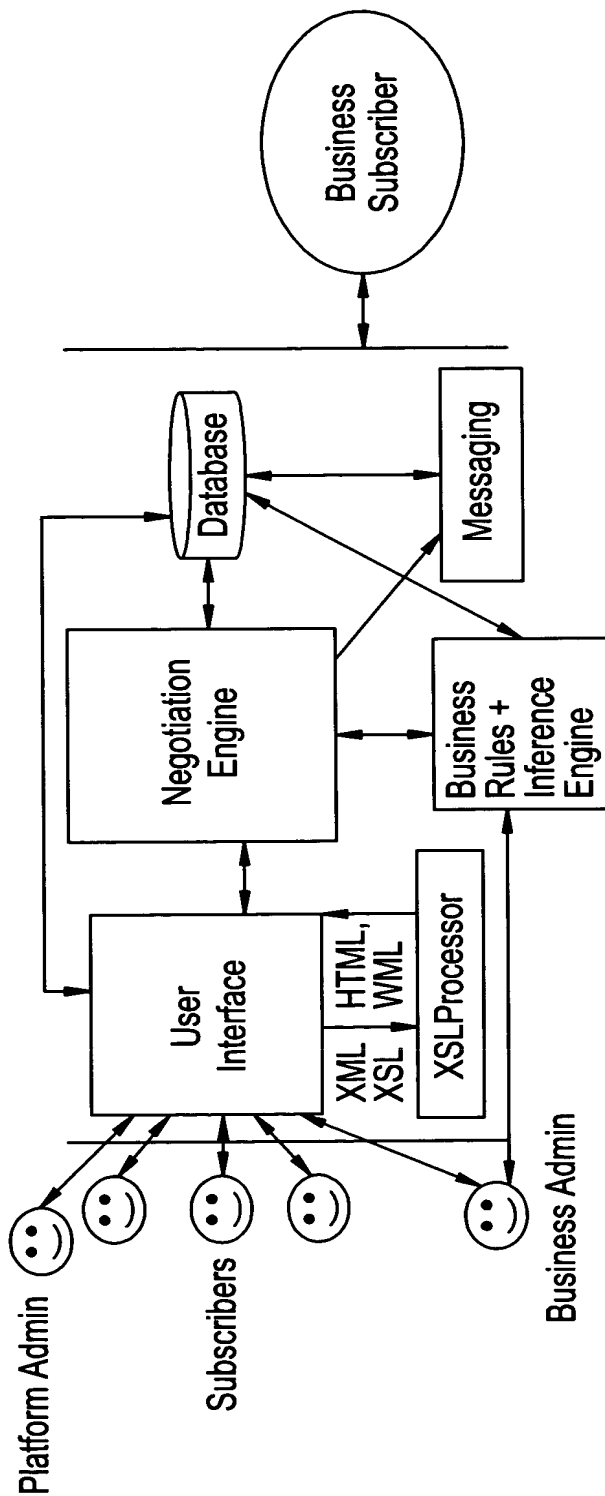 Platform Admin
Subscribers
Business Admin
User
Interface
XML
XSL
HTML,
WML
XSLProcessor
Negotiation
Engine
Business
Rules +
Inference
Engine
Database
Messaging
Business
Subscriber